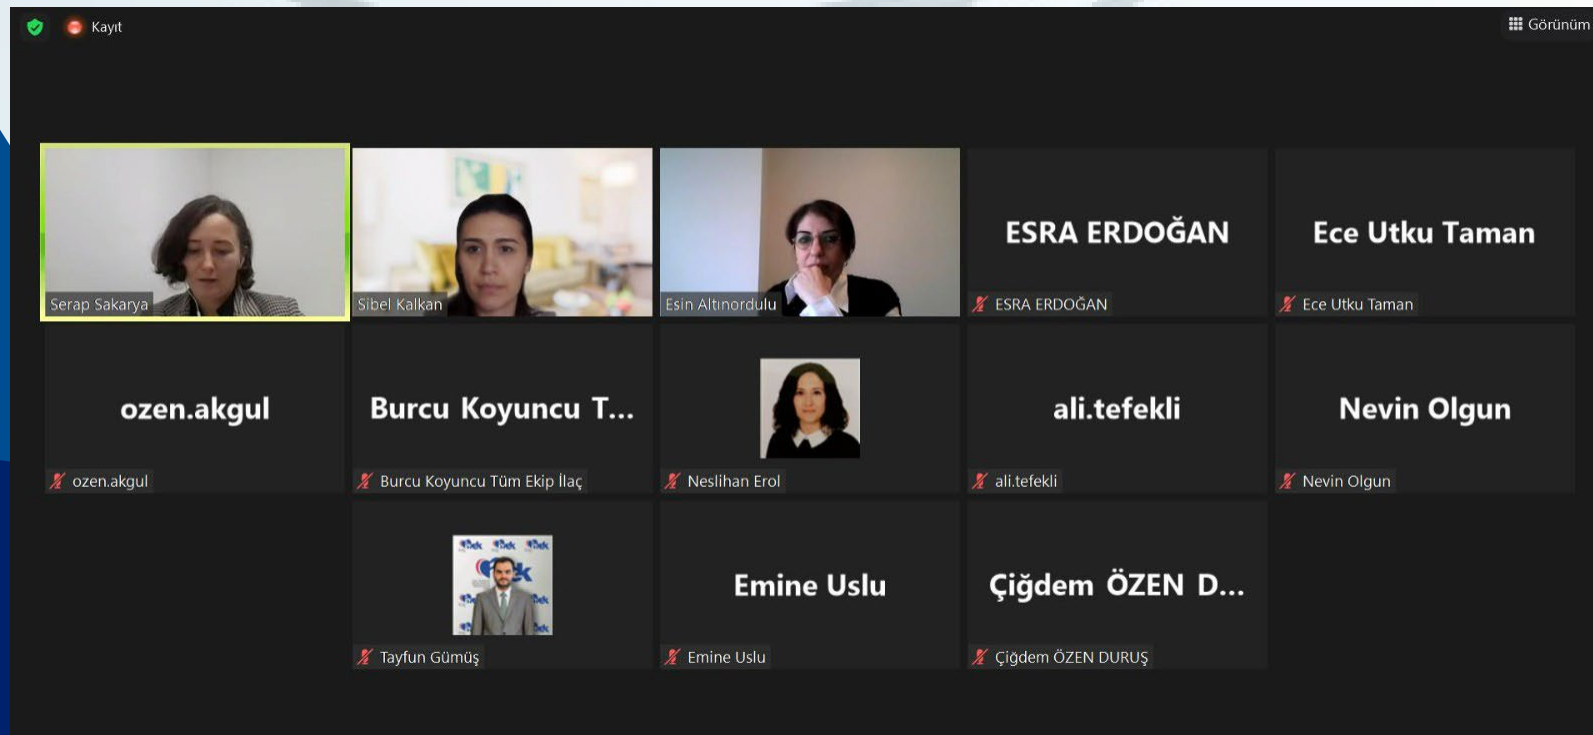 Kayıt
Görünüm
Serap Sakarya
Sibel Kalkan
Esin Altınordulu
ESRA ERDOĞAN
ESRA ERDOĞAN
Ece Utku Taman
Ece Utku Taman
ozen.akgul
ozen.akgul
Burcu Koyuncu T...
Burcu Koyuncu Tüm Ekip İlaç
Neslihan Erol
ali.tefekli
ali.tefekli
Nevin Olgun
Nevin Olgun
Tayfun Gümüş
Emine Uslu
Emine Uslu
Çiğdem ÖZEN D...
Çiğdem ÖZEN DURUŞ